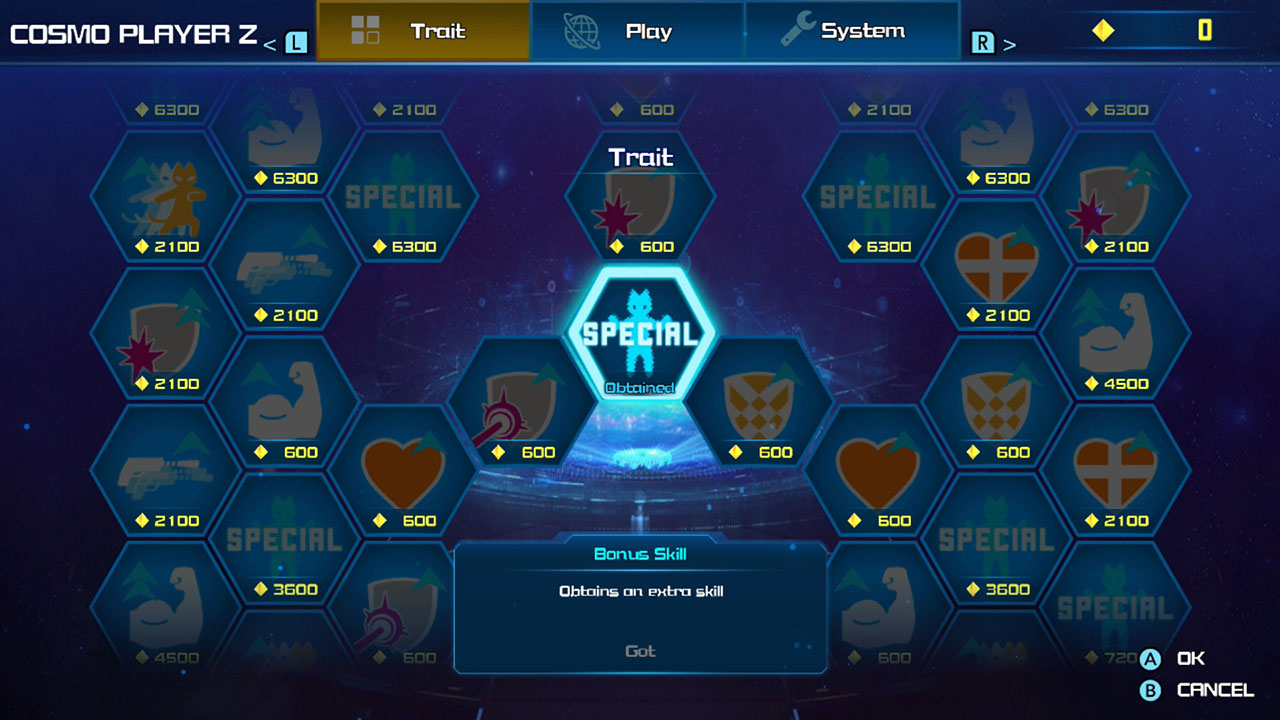 COSMO PLAYER Z
< L
Trait
Play
System
R >
0
6300
2100
600
2100
6300
6300
6300
Trait
SPECIAL
SPECIAL
2100
6300
600
6300
2100
2100
2100
SPECIAL
Obtained
2100
4500
600
600
600
600
2100
600
600
2100
SPECIAL
SPECIAL
Bonus Skill
3600
3600
Obtains an extra skill
SPECIAL
Got
4500
600
600
720
A OK
B CANCEL